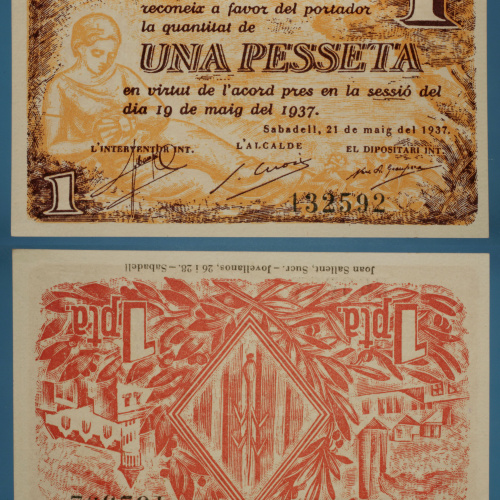 reconeix a favor del portador
la quantitat de
1
UNA PESSETA
en virtut de l'acord pres en la sessió del
dia 19 de maig del 1937.
Sabadell, 21 de maig del 1937.
L'INTERVENTOR INT. L'ALCALDE EL DIPOSITARI INT.
1
132592
Joan Sallent, Sucr. - Jovellanos, 26 i 28. - Sabadell
1 pta. 1 pta.